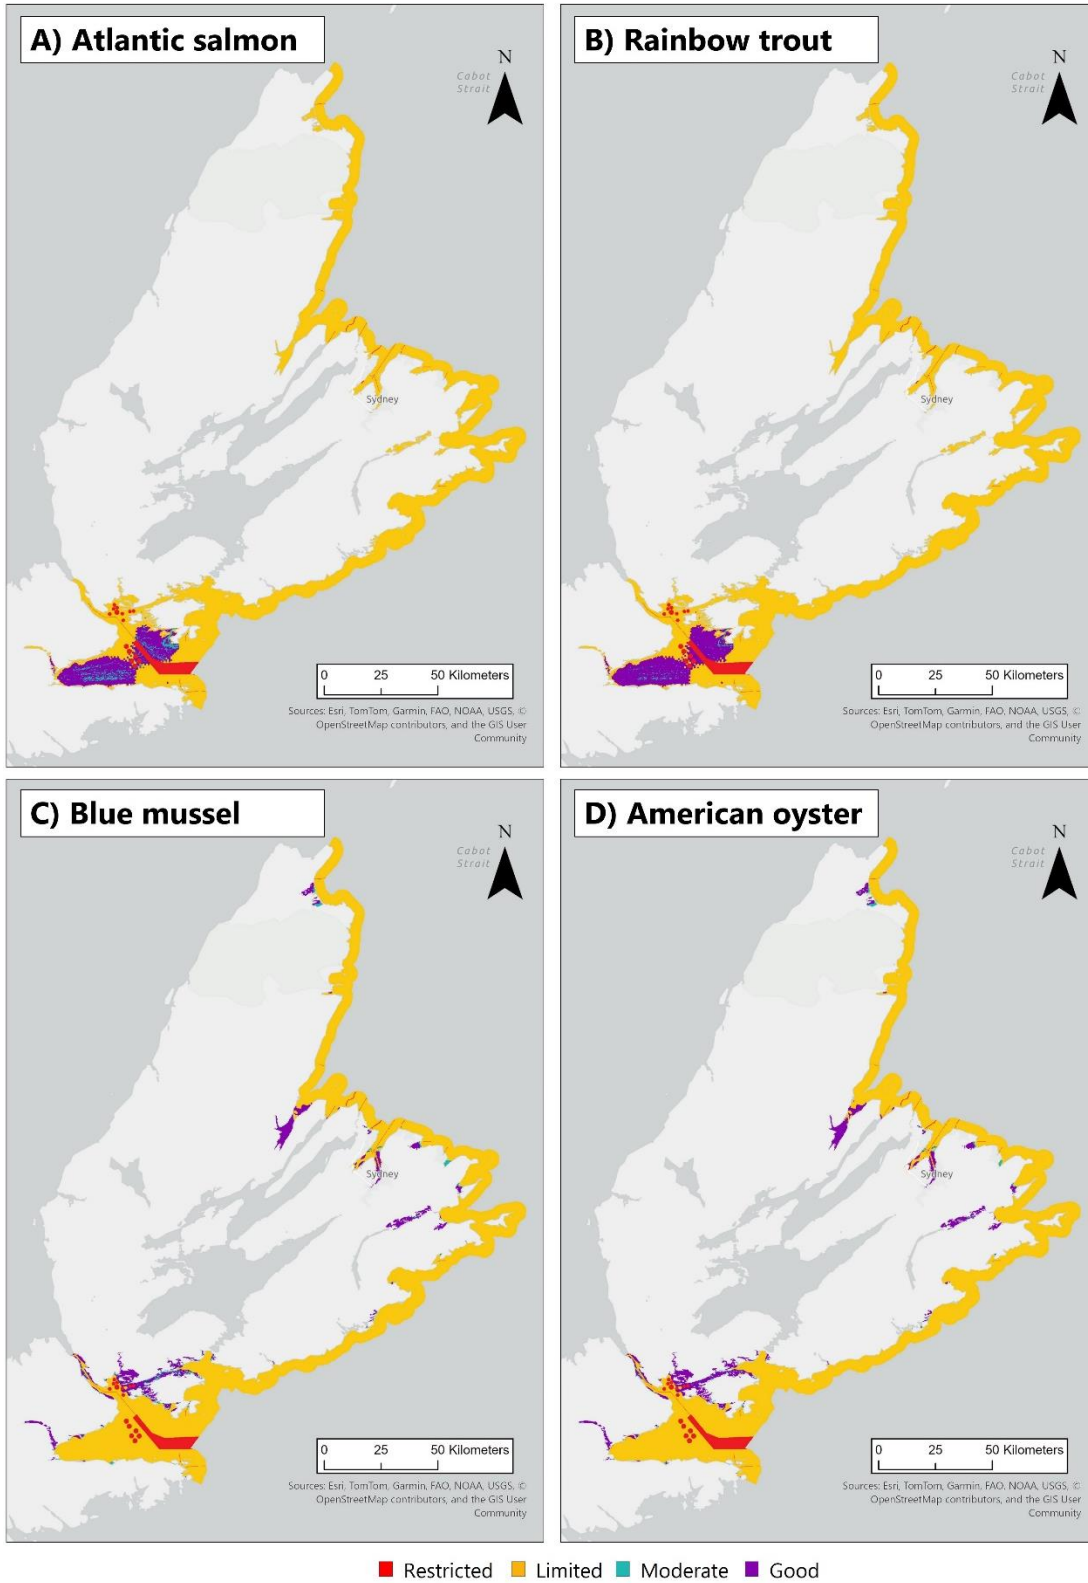 A) Atlantic salmon
N
Cabot
Strait
Sydney
0 25 50 Kilometers
Sources: Esri, TomTom, Garmin, FAO, NOAA, USGS, ©
OpenStreetMap contributors, and the GIS User
Community
B) Rainbow trout
N
Cabot
Strait
Sydney
0 25 50 Kilometers
Sources: Esri, TomTom, Garmin, FAO, NOAA, USGS, ©
OpenStreetMap contributors, and the GIS User
Community
C) Blue mussel
N
Cabot
Strait
Sydney
0 25 50 Kilometers
Sources: Esri, TomTom, Garmin, FAO, NOAA, USGS, ©
OpenStreetMap contributors, and the GIS User
Community
D) American oyster
N
Cabot
Strait
Sydney
0 25 50 Kilometers
Sources: Esri, TomTom, Garmin, FAO, NOAA, USGS, ©
OpenStreetMap contributors, and the GIS User
Community
Restricted Limited Moderate Good